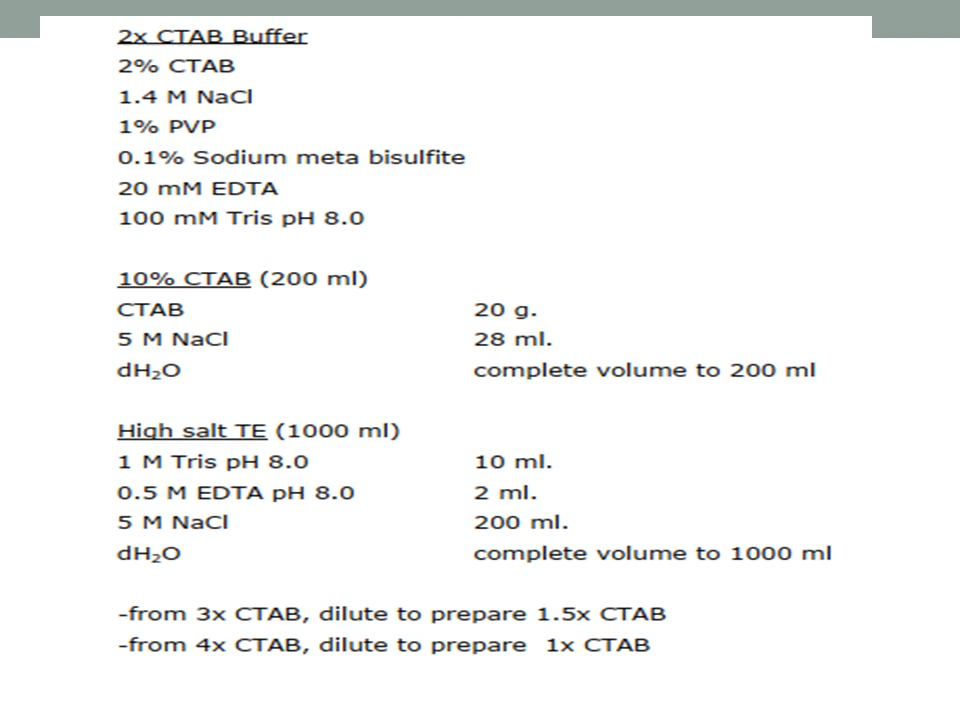 2x CTAB Buffer
2% CTAB
1.4 M NaCl
1% PVP
0.1% Sodium meta bisulfite
20 mM EDTA
100 mM Tris pH 8.0
10% CTAB (200 ml)
CTAB 20 g.
5 M NaCl 28 ml.
dH₂O complete volume to 200 ml
High salt TE (1000 ml)
1 M Tris pH 8.0 10 ml.
0.5 M EDTA pH 8.0 2 ml.
5 M NaCl 200 ml.
dH₂O complete volume to 1000 ml
-from 3x CTAB, dilute to prepare 1.5x CTAB
-from 4x CTAB, dilute to prepare 1x CTAB